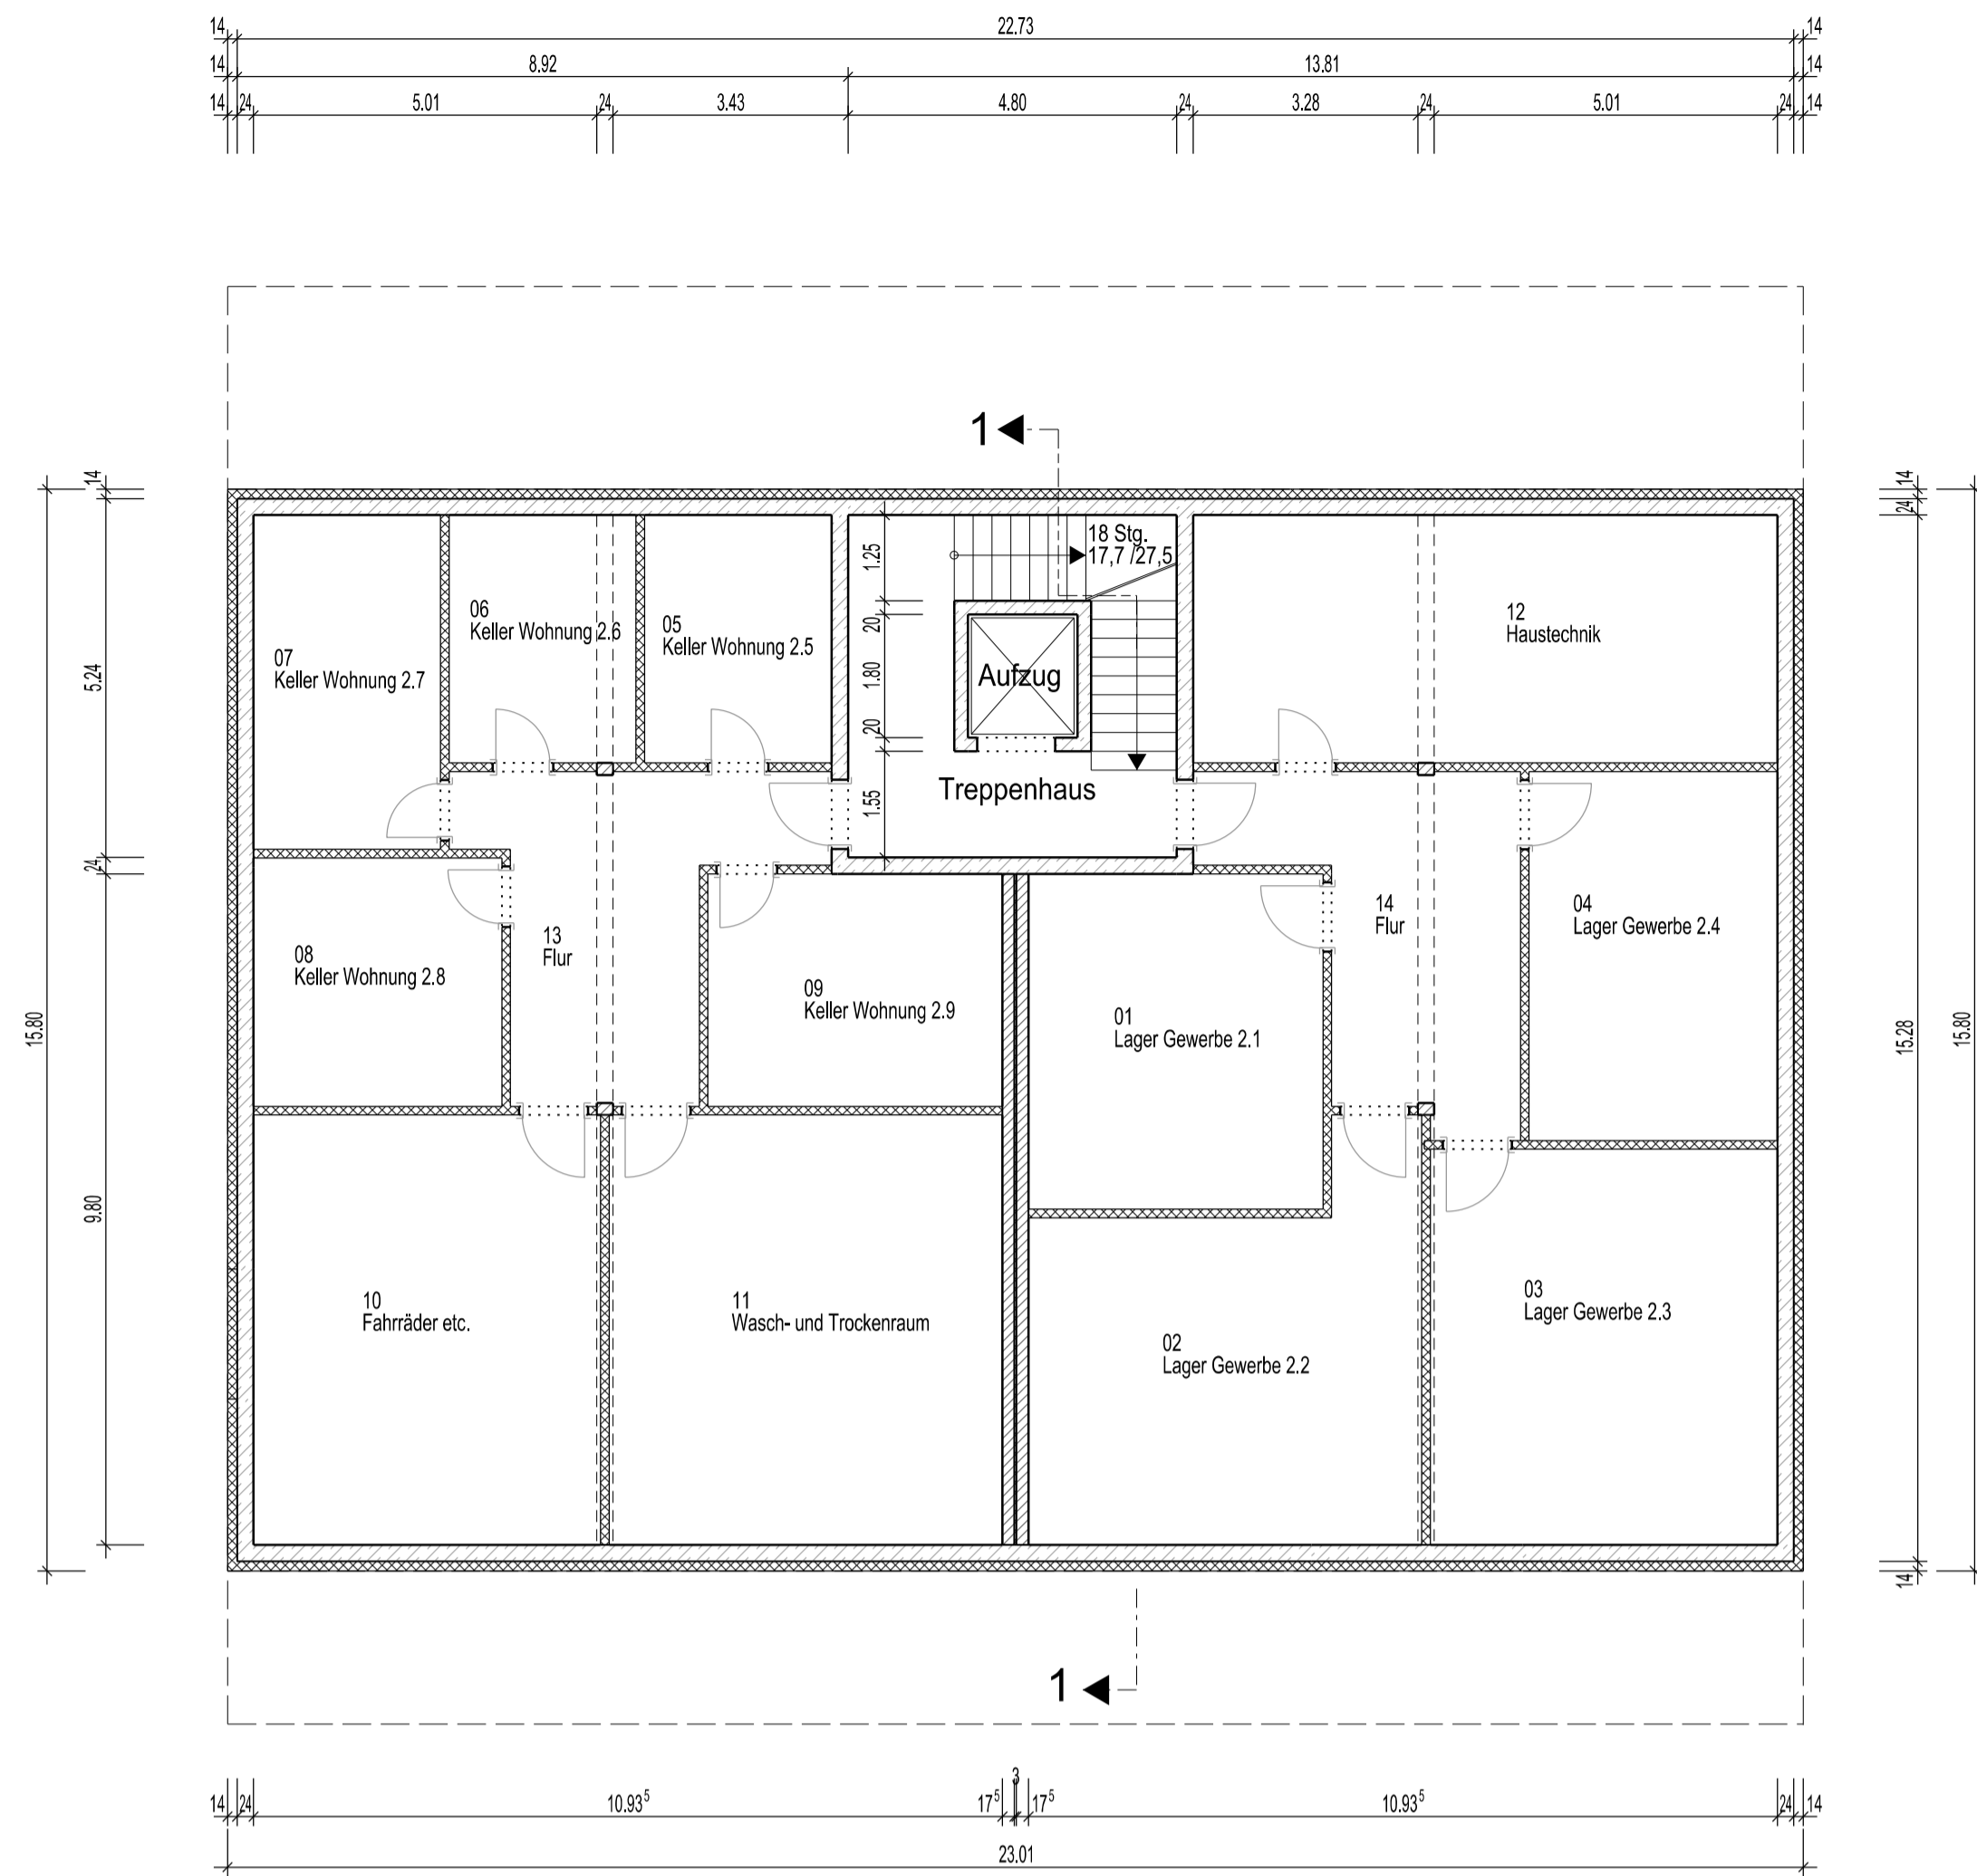 14 22.73 14
14 8.92 13.81 14
14 24 5.01 24 3.43 4.80 24 3.28 24 5.01 24 14
1
14
5.24
24
9.80
15.80
14
24
15.28
14
15.80
1.25
20
1.80
20
1.55
18 Stg.
17,7 /27,5
Aufzug
Treppenhaus
07
Keller Wohnung 2.7
06
Keller Wohnung 2.6
05
Keller Wohnung 2.5
12
Haustechnik
08
Keller Wohnung 2.8
13
Flur
09
Keller Wohnung 2.9
01
Lager Gewerbe 2.1
14
Flur
04
Lager Gewerbe 2.4
10
Fahrräder etc.
11
Wasch- und Trockenraum
02
Lager Gewerbe 2.2
03
Lager Gewerbe 2.3
1
14 24 10.93⁵ 17⁵ 3 17⁵ 10.93⁵ 24 14
23.01